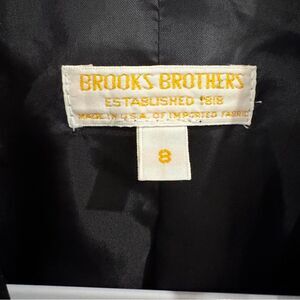 BROOKS BROTHERS
ESTABLISHED 1818
MADE IN U.S.A. OF IMPORTED FABRIC
8